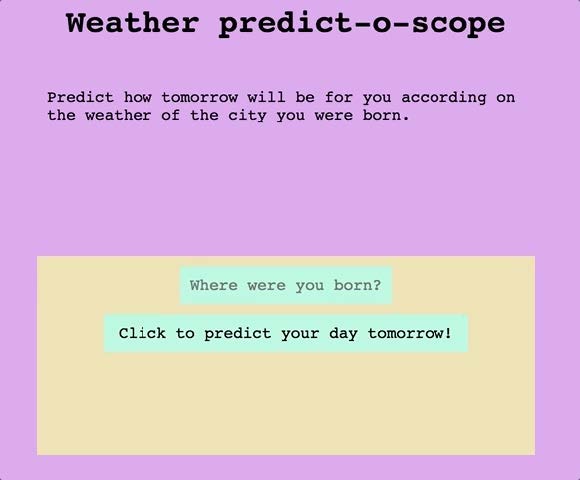 Weather predict-o-scope
Predict how tomorrow will be for you according on
the weather of the city you were born.
Where were you born?
Click to predict your day tomorrow!